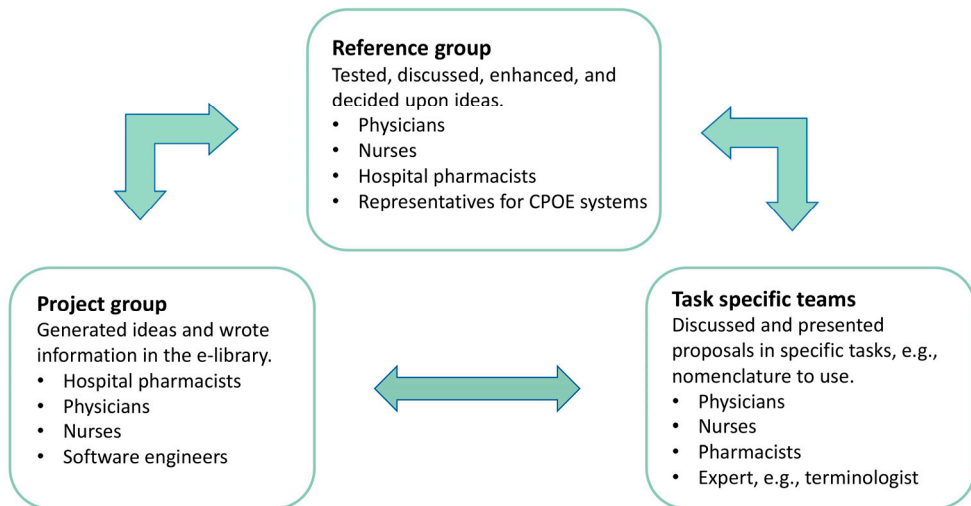 Reference group
Tested, discussed, enhanced, and
decided upon ideas.
• Physicians
• Nurses
• Hospital pharmacists
• Representatives for CPOE systems
Project group
Generated ideas and wrote
information in the e-library.
• Hospital pharmacists
• Physicians
• Nurses
• Software engineers
Task specific teams
Discussed and presented
proposals in specific tasks, e.g.,
nomenclature to use.
• Physicians
• Nurses
• Pharmacists
• Expert, e.g., terminologist